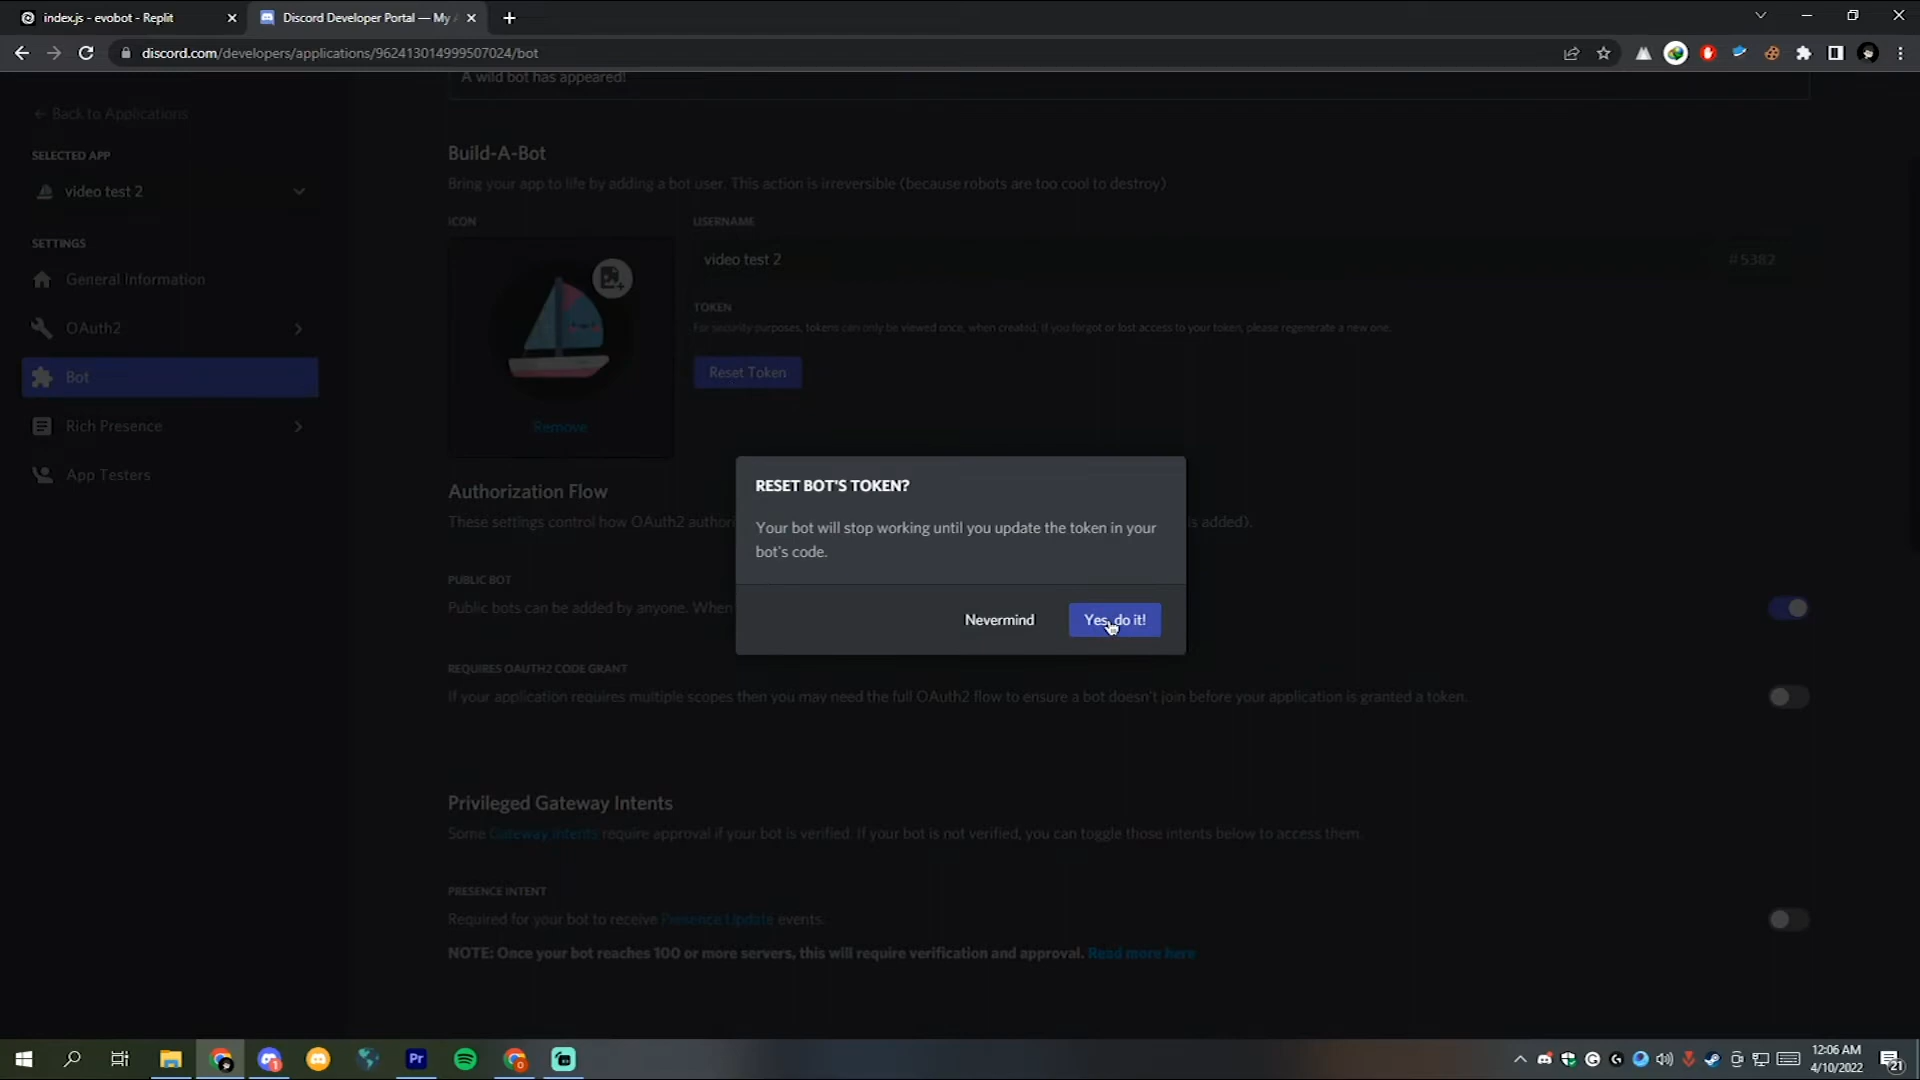 index.js - evobot - Replit
Discord Developer Portal — My A
discord.com/developers/applications/962413014999507024/bot
A wild bot has appeared!
← Back to Applications
SELECTED APP
video test 2
SETTINGS
General Information
OAuth2
Bot
Rich Presence
App Testers
Build-A-Bot
Bring your app to life by adding a bot user. This action is irreversible (because robots are too cool to destroy)
ICON
USERNAME
video test 2
#5382
TOKEN
For security purposes, tokens can only be viewed once, when created. If you forgot or lost access to your token, please regenerate a new one.
Reset Token
Remove
RESET BOT'S TOKEN?
Your bot will stop working until you update the token in your
bot's code.
Nevermind
Yes, do it!
Authorization Flow
These settings control how OAuth2 author
is added).
PUBLIC BOT
Public bots can be added by anyone. When
REQUIRES OAUTH2 CODE GRANT
If your application requires multiple scopes then you may need the full OAuth2 flow to ensure a bot doesn't join before your application is granted a token.
Privileged Gateway Intents
Some Gateway Intents require approval if your bot is verified. If your bot is not verified, you can toggle those intents below to access them.
PRESENCE INTENT
Required for your bot to receive Presence Update events.
NOTE: Once your bot reaches 100 or more servers, this will require verification and approval. Read more here
Pr
12:06 AM
4/10/2022
21